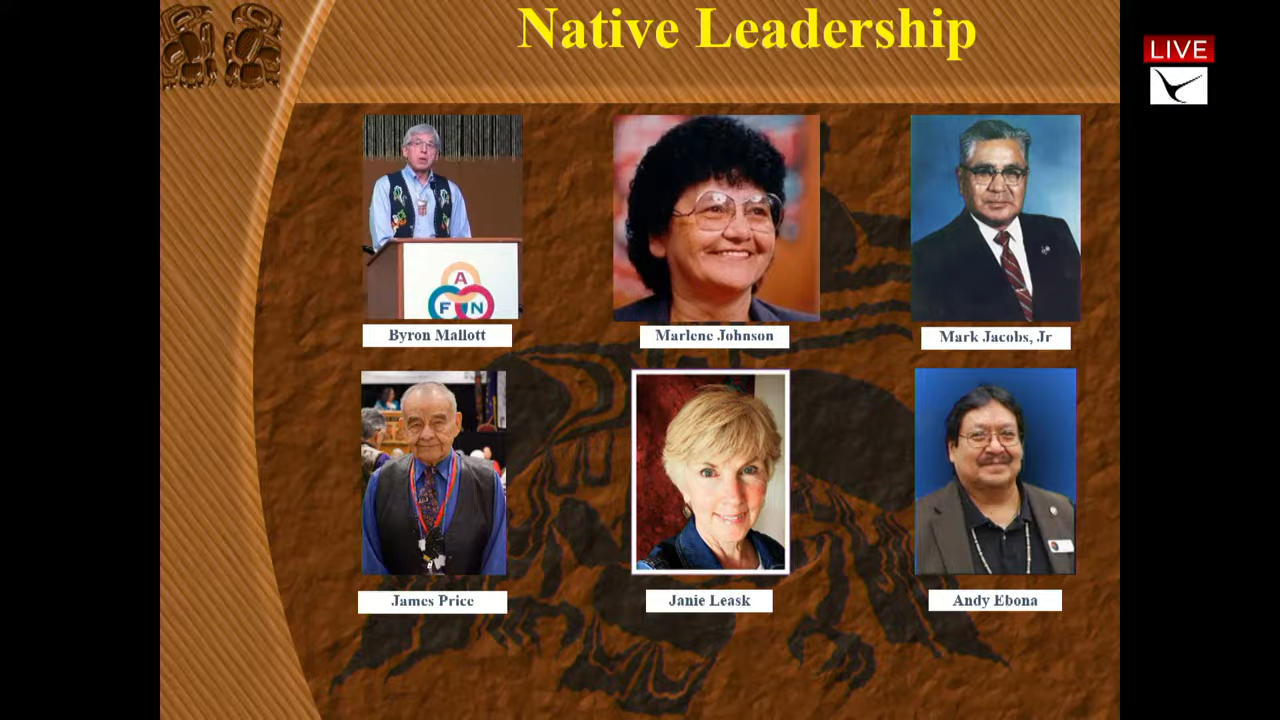 Native Leadership
LIVE
A
F N
Byron Mallott
Marlene Johnson
Mark Jacobs, Jr
James Price
Janie Leask
Andy Ebona